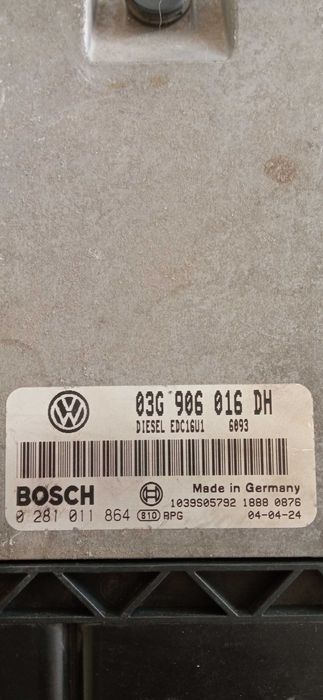 03G 906 016 DH
DIESEL EDC16U1 6093
BOSCH
Made in Germany
1039S05792 1888 0876
0 281 011 864 810 APG
04-04-24